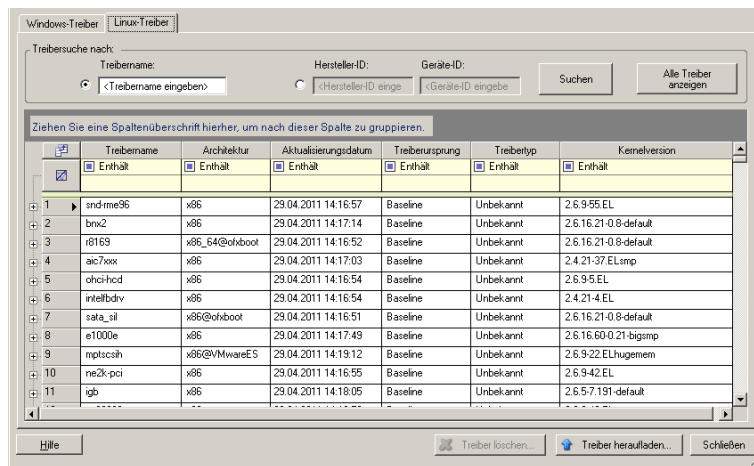 Windows-Treiber Linux-Treiber
Treibersuche nach:
Treibername: Hersteller-ID: Geräte-ID:
<Treibername eingeben> <Hersteller-ID einge <Geräte-ID eingebe Suchen Alle Treiber
anzeigen
Ziehen Sie eine Spaltenüberschrift hierher, um nach dieser Spalte zu gruppieren.
Treibername Architektur Aktualisierungsdatum Treiberursprung Treibertyp Kernelversion
Enthält Enthält Enthält Enthält Enthält Enthält
1 snd-rme96 x86 29.04.2011 14:16:57 Baseline Unbekannt 2.6.9-55.EL
2 bnx2 x86 29.04.2011 14:17:14 Baseline Unbekannt 2.6.16.21-0.8-default
3 r8169 x86_64@ofxboot 29.04.2011 14:16:52 Baseline Unbekannt 2.6.16.21-0.8-default
4 aic7xxx x86 29.04.2011 14:17:03 Baseline Unbekannt 2.4.21-37.ELsmp
5 ohci-hcd x86 29.04.2011 14:16:54 Baseline Unbekannt 2.6.9-5.EL
6 intelfbdrv x86 29.04.2011 14:16:54 Baseline Unbekannt 2.4.21-4.EL
7 sata_sil x86@ofxboot 29.04.2011 14:16:51 Baseline Unbekannt 2.6.16.21-0.8-default
8 e1000e x86 29.04.2011 14:17:49 Baseline Unbekannt 2.6.16.60-0.21-bigsmp
9 mptscsih x86@VMwareES 29.04.2011 14:19:12 Baseline Unbekannt 2.6.9-22.ELhugemem
10 ne2k-pci x86 29.04.2011 14:16:55 Baseline Unbekannt 2.6.9-42.EL
11 igb x86 29.04.2011 14:18:05 Baseline Unbekannt 2.6.5-7.191-default
Hilfe Treiber löschen... Treiber heraufladen... Schließen